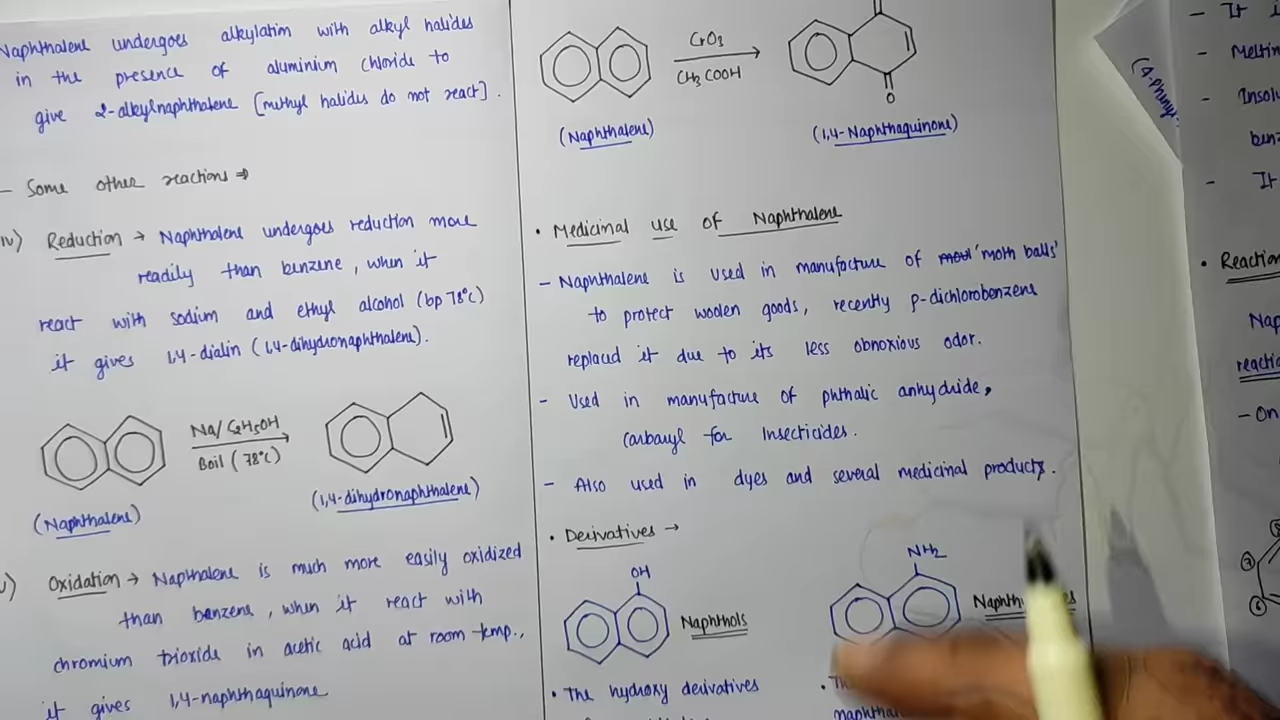 Naphthalene undergoes alkylation with alkyl halides
in the presence of aluminium chloride to
give 2-alkylnaphthalene [methyl halides do not react].
- Some other reactions ⇒
iv) Reduction → Naphthalene undergoes reduction more
readily than benzene, when it
react with sodium and ethyl alcohol (bp 78°C)
it gives 1,4-dialin (1,4-dihydronaphthalene).
Na/C2H5OH
Boil (78°C)
(Naphthalene)
(1,4-dihydronaphthalene)
v) Oxidation → Napthalene is much more easily oxidized
than benzene, when it react with
chromium trioxide in acetic acid at room temp.,
it gives 1,4-naphthaquinone
CrO3
CH3COOH
O
(Naphthalene)
(1,4-Naphthaquinone)
• Medicinal use of Naphthalene
- Naphthalene is used in manufacture of 'moth balls'
to protect woolen goods, recently p-dichlorobenzene
replaced it due to its less obnoxious odor.
- Used in manufacture of phthalic anhydride,
Carbaryl for Insecticides.
- Also used in dyes and several medicinal products.
• Derivatives →
OH
Naphthols
NH2
• The hydroxy derivatives
(4-phenyl
- It
-
-
- It
• Reaction
- On